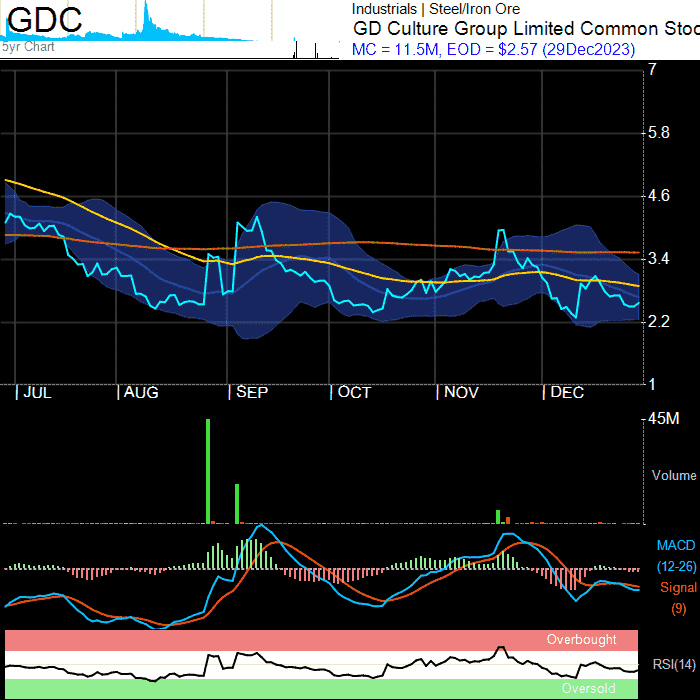 GDC
5yr Chart
Industrials | Steel/Iron Ore
GD Culture Group Limited Common Stoc
MC = 11.5M, EOD = $2.57 (29Dec2023)
7
5.8
4.6
3.4
2.2
1
| JUL | AUG | SEP | OCT | NOV | DEC
45M
Volume
MACD
(12-26)
Signal
(9)
Overbought
RSI(14)
Oversold